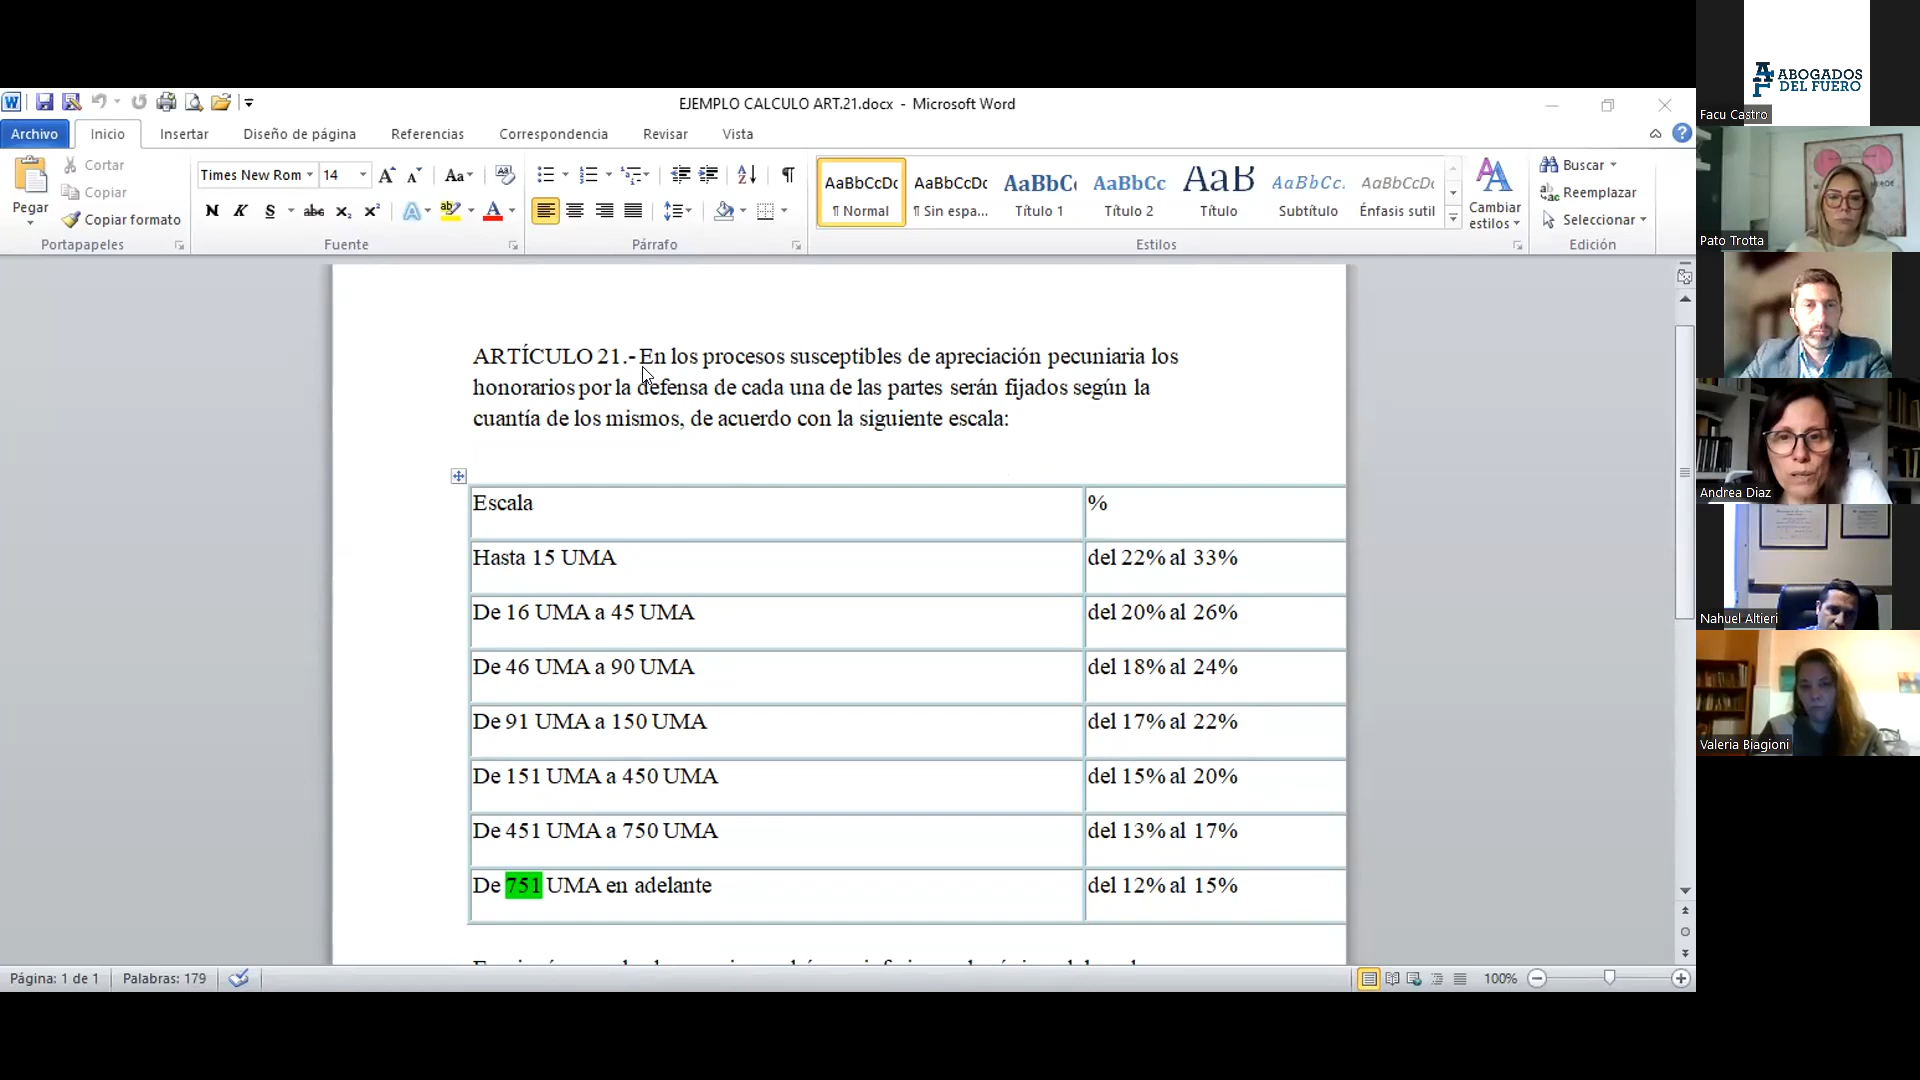 EJEMPLO CALCULO ART.21.docx - Microsoft Word
Archivo Inicio Insertar Diseño de página Referencias Correspondencia Revisar Vista
Pegar
Cortar
Copiar
Copiar formato
Portapapeles
Times New Rom 14
Fuente
Párrafo
AaBbCcDc AaBbCcDc AaBbC AaBbCc AaB AaBbCc. AaBbCcDc
¶ Normal ¶ Sin espa... Título 1 Título 2 Título Subtítulo Énfasis sutil
Estilos
Cambiar
estilos
Buscar
Reemplazar
Seleccionar
Edición
ARTÍCULO 21.- En los procesos susceptibles de apreciación pecuniaria los
honorarios por la defensa de cada una de las partes serán fijados según la
cuantía de los mismos, de acuerdo con la siguiente escala:
Escala %
Hasta 15 UMA del 22% al 33%
De 16 UMA a 45 UMA del 20% al 26%
De 46 UMA a 90 UMA del 18% al 24%
De 91 UMA a 150 UMA del 17% al 22%
De 151 UMA a 450 UMA del 15% al 20%
De 451 UMA a 750 UMA del 13% al 17%
De 751 UMA en adelante del 12% al 15%
Página: 1 de 1 Palabras: 179
100%
ABOGADOS
DEL FUERO
Facu Castro
Pato Trotta
Andrea Diaz
Nahuel Altieri
Valeria Biagioni